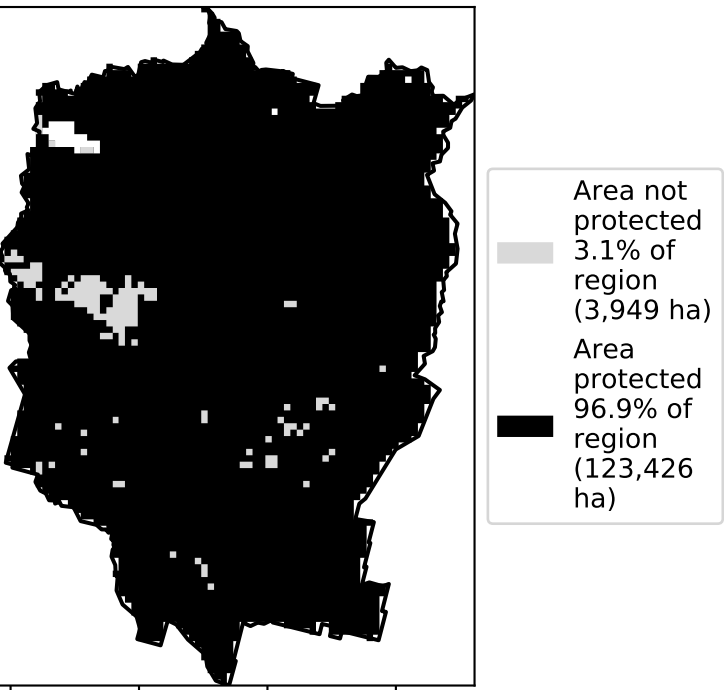 Area not
protected
3.1% of
region
(3,949 ha)
Area
protected
96.9% of
region
(123,426
ha)